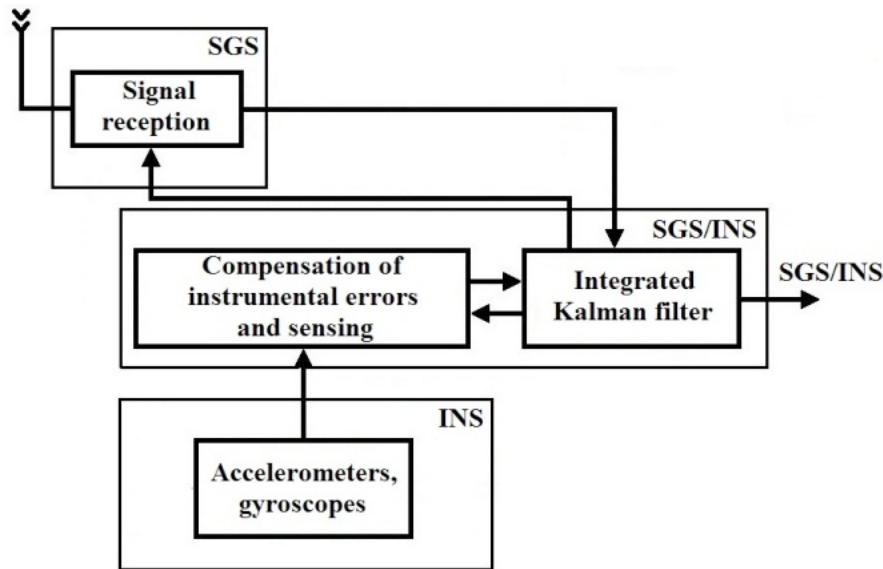 SGS
Signal
reception
SGS/INS
Compensation of
instrumental errors
and sensing
Integrated
Kalman filter
SGS/INS
INS
Accelerometers,
gyroscopes